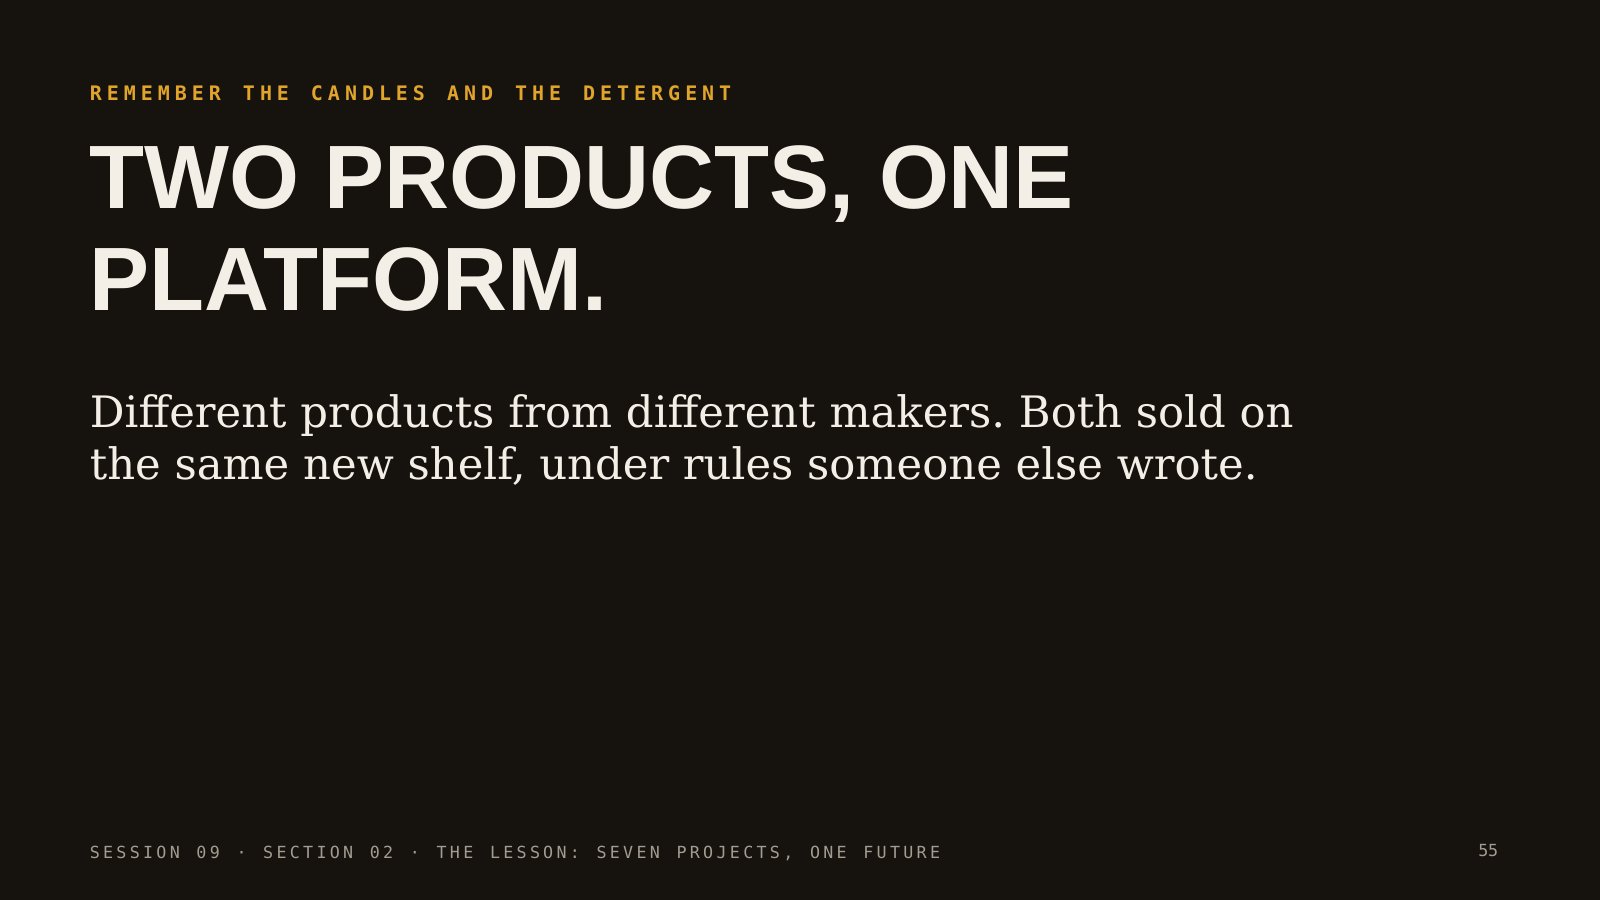 REMEMBER THE CANDLES AND THE DETERGENT
TWO PRODUCTS, ONE
PLATFORM.
Different products from different makers. Both sold on
the same new shelf, under rules someone else wrote.
SESSION 09 · SECTION 02 · THE LESSON: SEVEN PROJECTS, ONE FUTURE
55